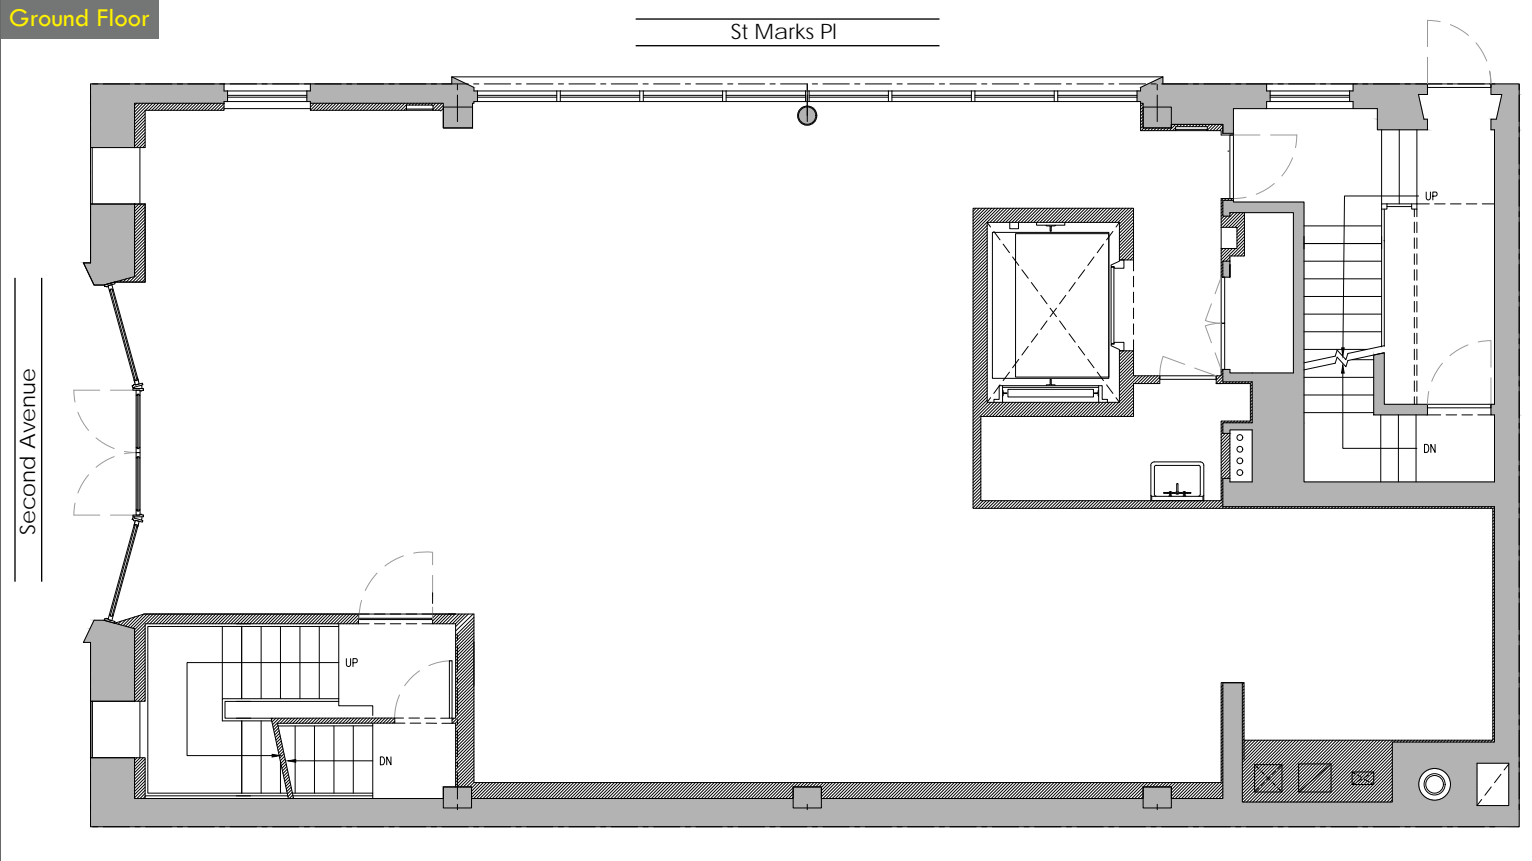 Ground Floor
St Marks Pl
UP
Second Avenue
DN
UP
DN